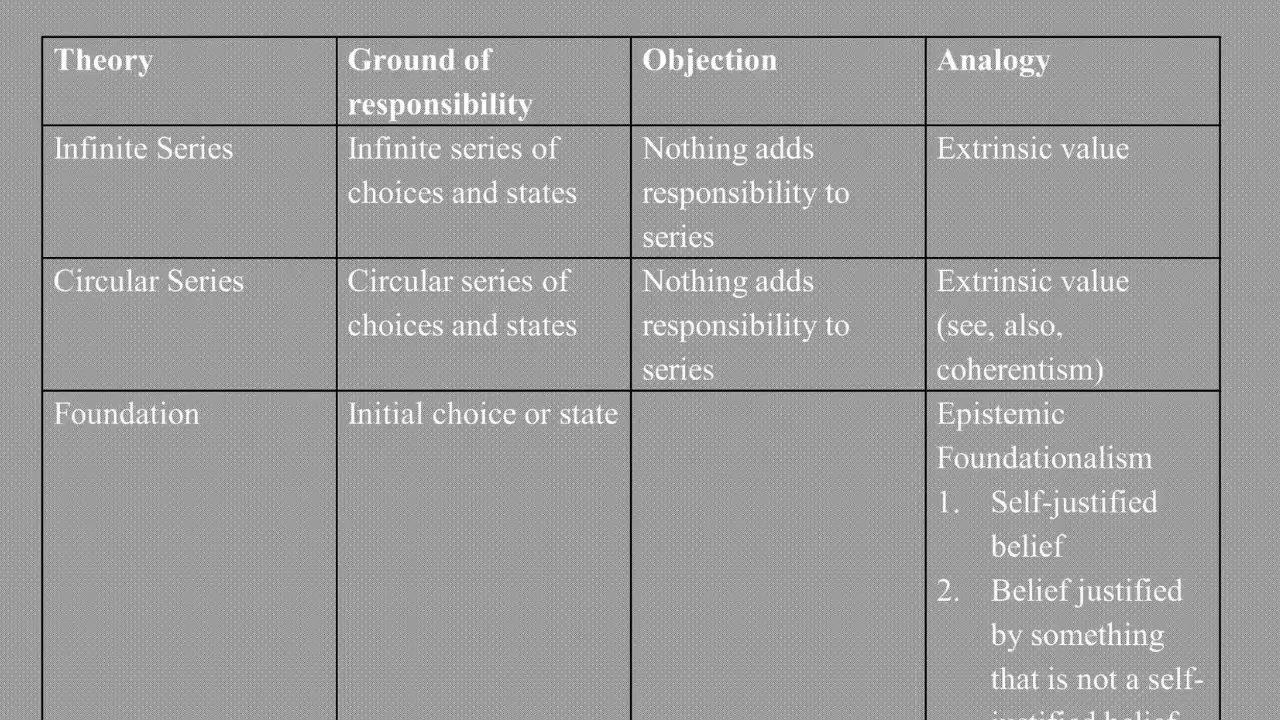 Theory
Ground of
responsibility
Objection
Analogy
Infinite Series
Infinite series of
choices and states
Nothing adds
responsibility to
series
Extrinsic value
Circular Series
Circular series of
choices and states
Nothing adds
responsibility to
series
Extrinsic value
(see, also,
coherentism)
Foundation
Initial choice or state
Epistemic
Foundationalism
1. Self-justified
belief
2. Belief justified
by something
that is not a self-
justified belief